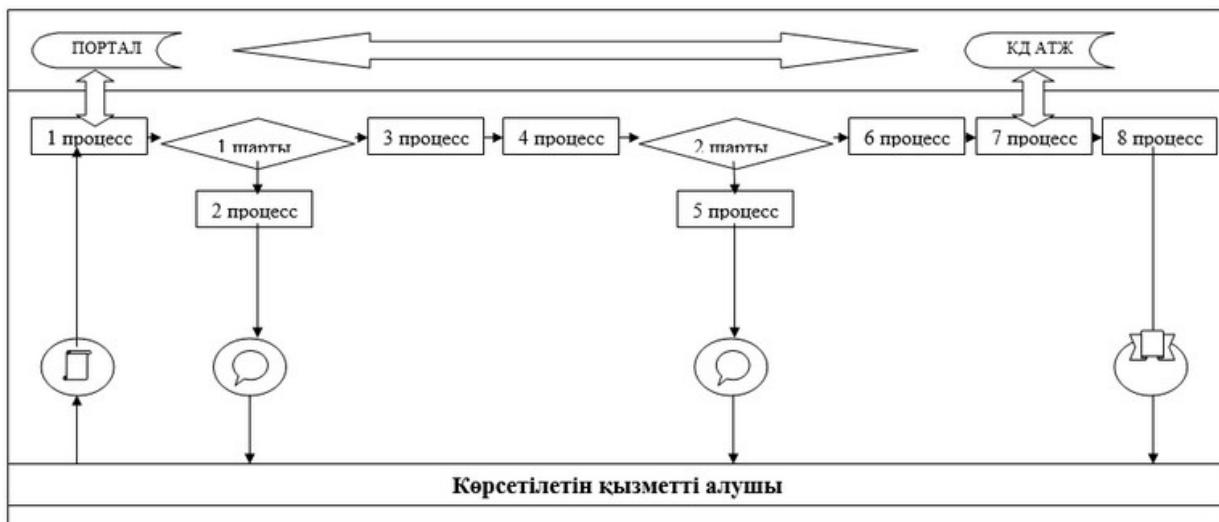 ПОРТАЛ
КД АТЖ
1 процесс
1 шарты
3 процесс
4 процесс
2 шарты
6 процесс
7 процесс
8 процесс
2 процесс
5 процесс
Көрсетілетін қызметті алушы